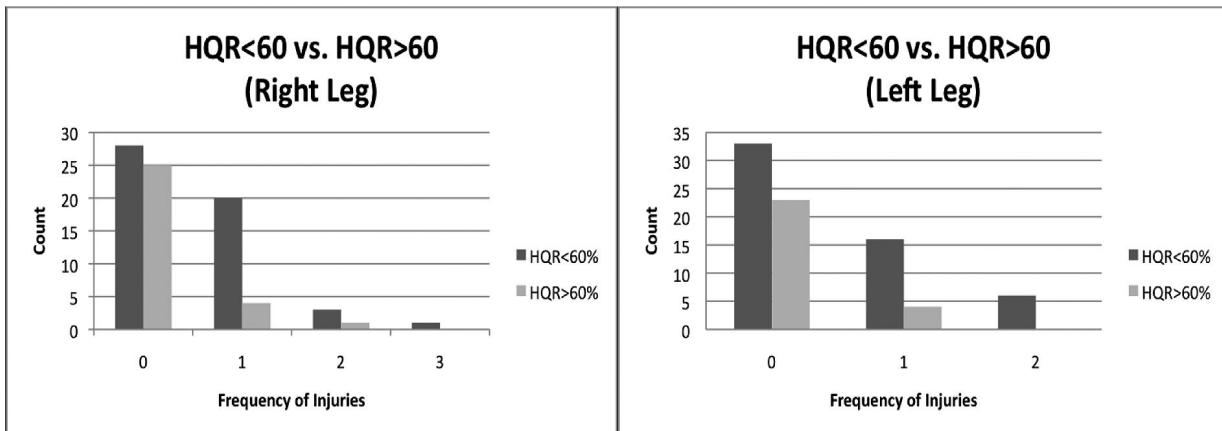 HQR<60 vs. HQR>60
(Right Leg)
30
25
20
15
10
5
0
Count
0 1 2 3
Frequency of Injuries
HQR<60%
HQR>60%
HQR<60 vs. HQR>60
(Left Leg)
35
30
25
20
15
10
5
0
Count
0 1 2
Frequency of Injuries
HQR<60%
HQR>60%